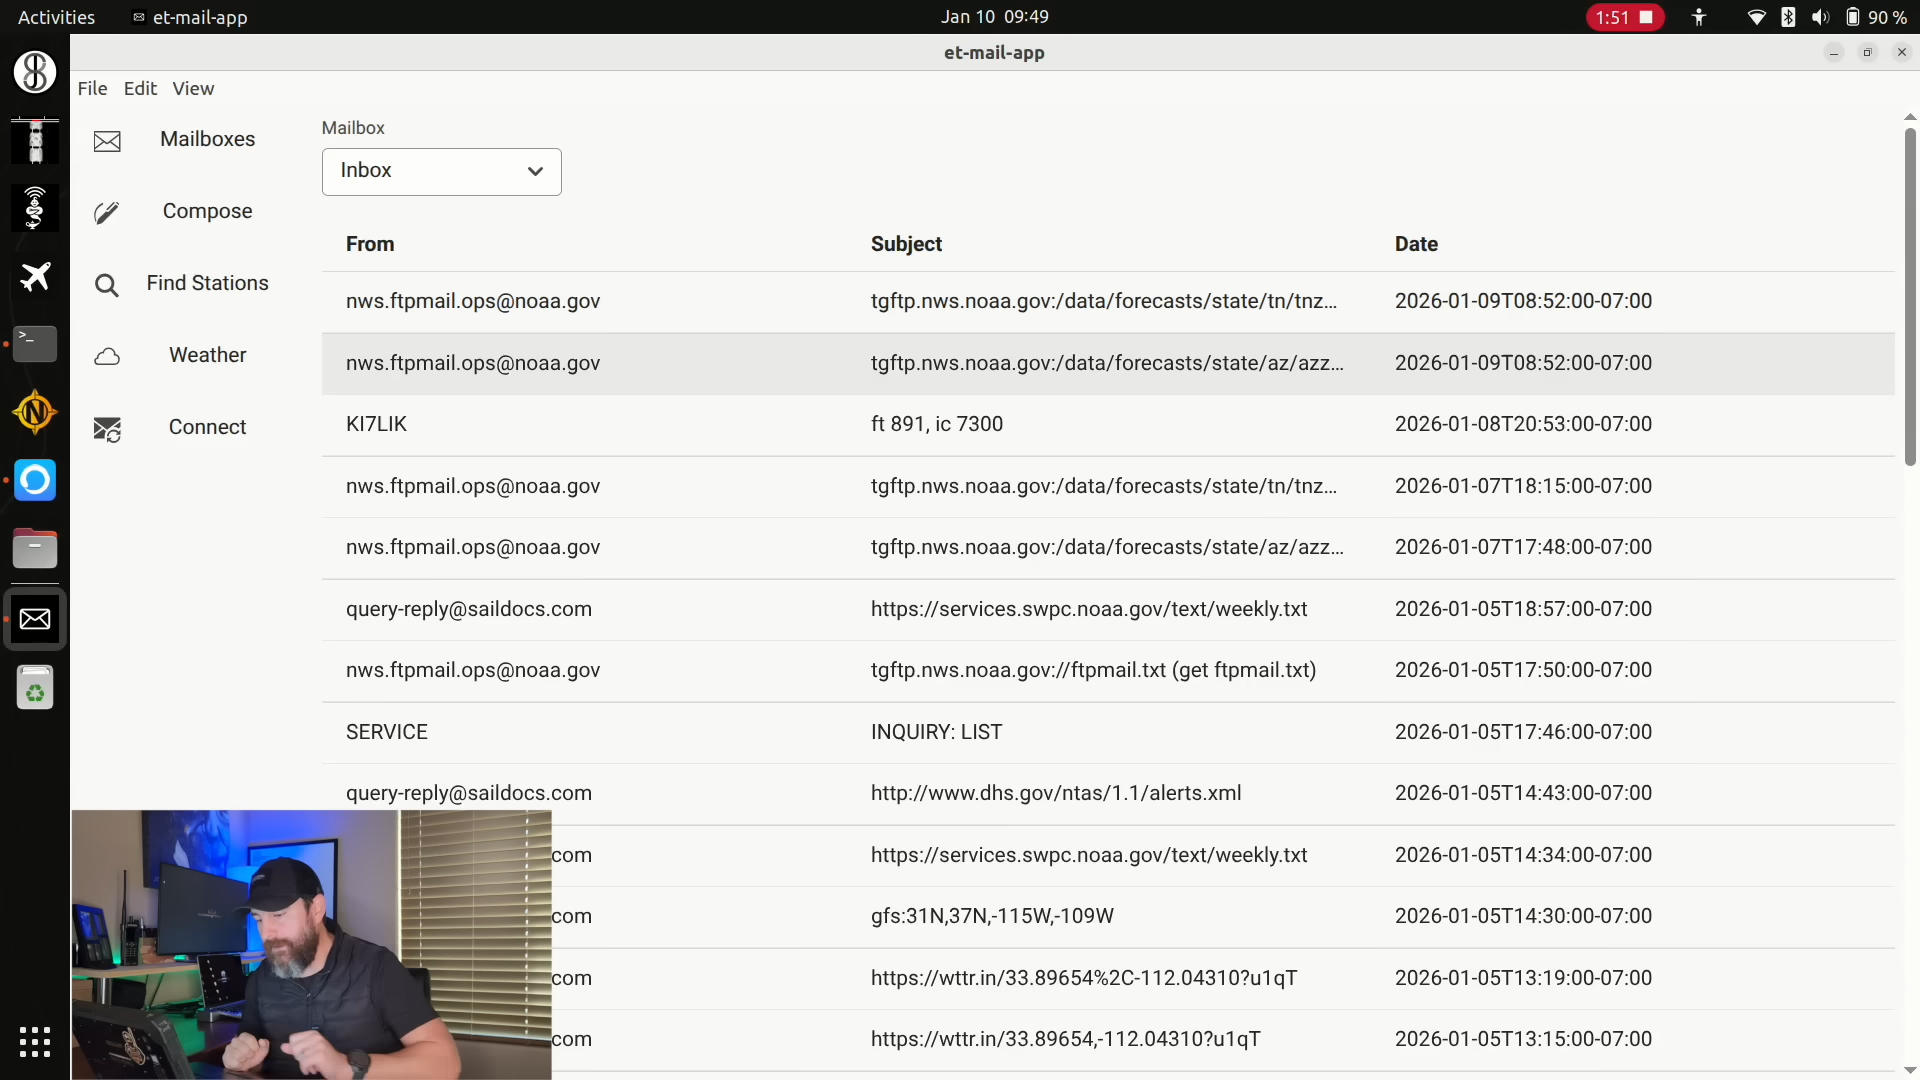 Activities et-mail-app Jan 10 09:49 1:51 90 %
et-mail-app
File Edit View
Mailboxes
Compose
Find Stations
Weather
Connect
Mailbox
Inbox
From Subject Date
nws.ftpmail.ops@noaa.gov tgftp.nws.noaa.gov:/data/forecasts/state/tn/tnz... 2026-01-09T08:52:00-07:00
nws.ftpmail.ops@noaa.gov tgftp.nws.noaa.gov:/data/forecasts/state/az/azz... 2026-01-09T08:52:00-07:00
KI7LIK ft 891, ic 7300 2026-01-08T20:53:00-07:00
nws.ftpmail.ops@noaa.gov tgftp.nws.noaa.gov:/data/forecasts/state/tn/tnz... 2026-01-07T18:15:00-07:00
nws.ftpmail.ops@noaa.gov tgftp.nws.noaa.gov:/data/forecasts/state/az/azz... 2026-01-07T17:48:00-07:00
query-reply@saildocs.com https://services.swpc.noaa.gov/text/weekly.txt 2026-01-05T18:57:00-07:00
nws.ftpmail.ops@noaa.gov tgftp.nws.noaa.gov://ftpmail.txt (get ftpmail.txt) 2026-01-05T17:50:00-07:00
SERVICE INQUIRY: LIST 2026-01-05T17:46:00-07:00
query-reply@saildocs.com http://www.dhs.gov/ntas/1.1/alerts.xml 2026-01-05T14:43:00-07:00
com https://services.swpc.noaa.gov/text/weekly.txt 2026-01-05T14:34:00-07:00
com gfs:31N,37N,-115W,-109W 2026-01-05T14:30:00-07:00
com https://wttr.in/33.89654%2C-112.04310?u1qT 2026-01-05T13:19:00-07:00
com https://wttr.in/33.89654,-112.04310?u1qT 2026-01-05T13:15:00-07:00